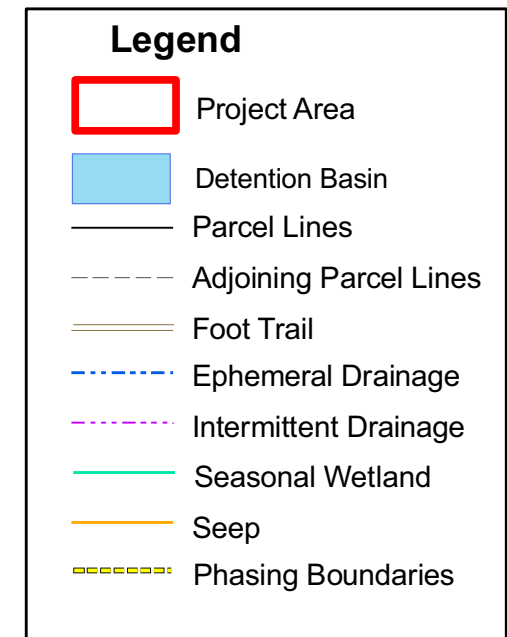 Legend
Project Area
Detention Basin
Parcel Lines
Adjoining Parcel Lines
Foot Trail
Ephemeral Drainage
Intermittent Drainage
Seasonal Wetland
Seep
Phasing Boundaries